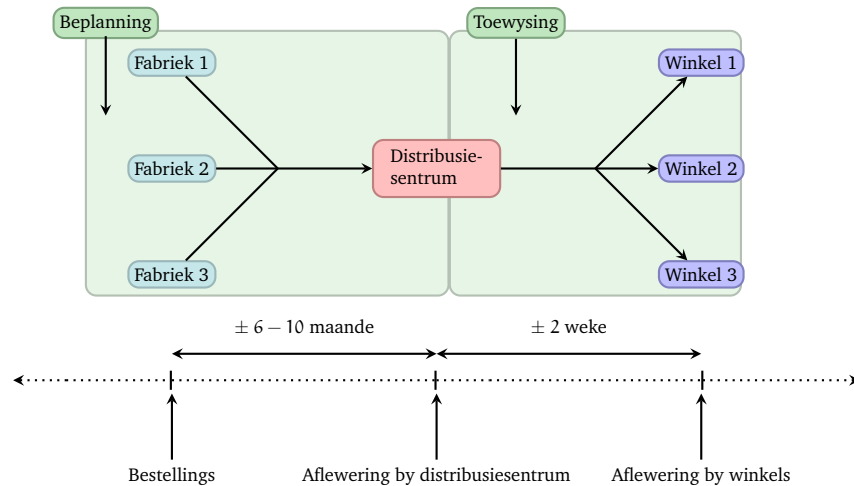 Beplanning
Toewysing
Fabriek 1
Winkel 1
Fabriek 2
Distribusie-
sentrum
Winkel 2
Fabriek 3
Winkel 3
± 6 – 10 maande
± 2 weke
Bestellings
Aflewering by distribusiesentrum
Aflewering by winkels